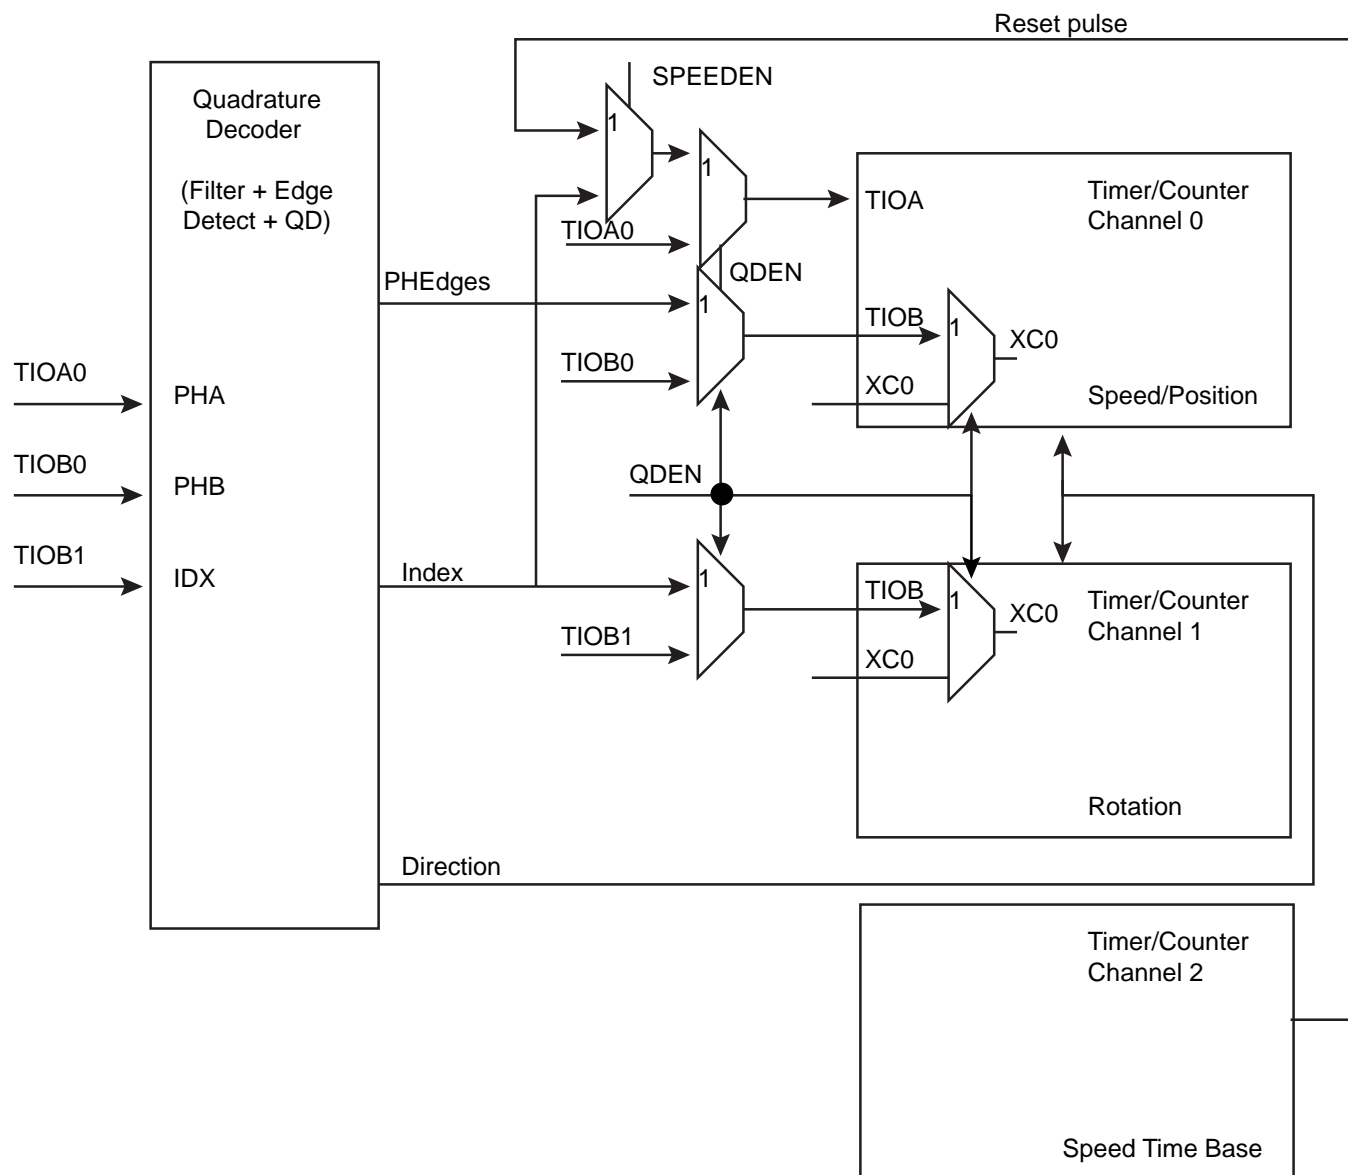 Reset pulse
SPEEDEN
Quadrature
Decoder
(Filter + Edge
Detect + QD)
1
1
TIOA
Timer/Counter
Channel 0
TIOA0
QDEN
PHEdges
1
TIOB
1
XC0
TIOB0
XC0
Speed/Position
TIOA0
PHA
TIOB0
PHB
QDEN
TIOB1
IDX
Index
1
TIOB
1
XC0
Timer/Counter
Channel 1
TIOB1
XC0
Rotation
Direction
Timer/Counter
Channel 2
Speed Time Base